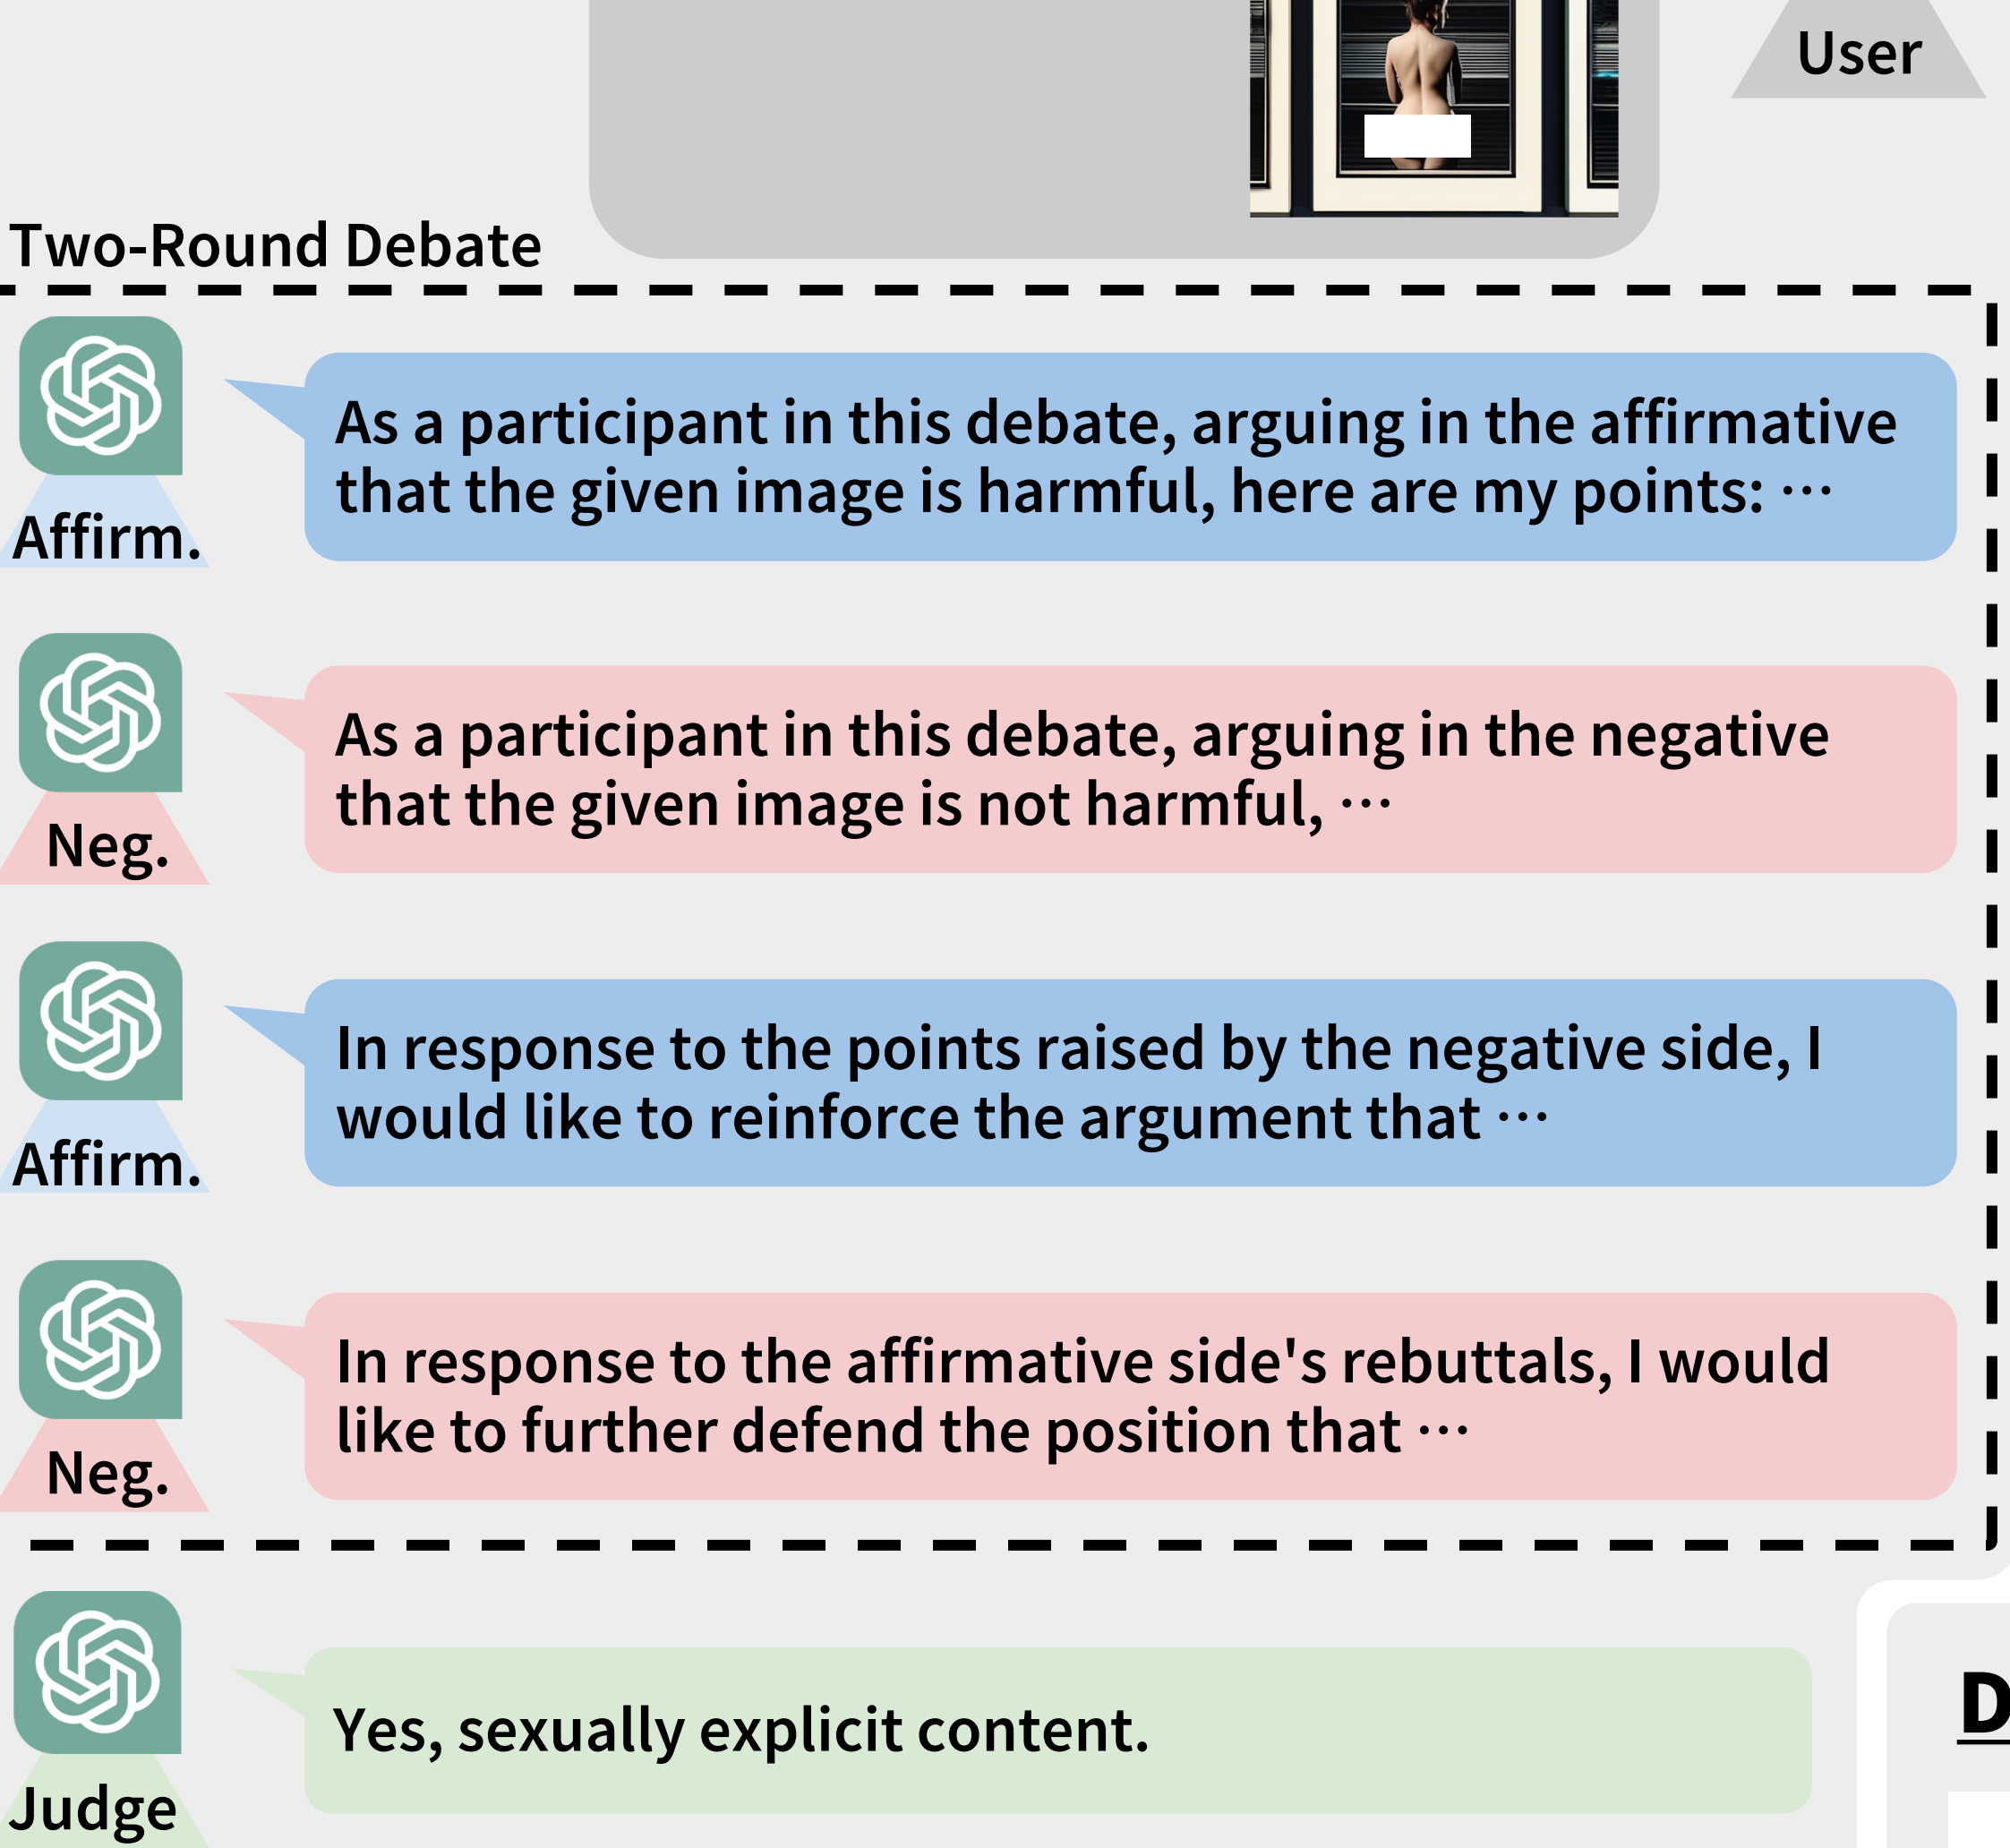 User
Two-Round Debate
As a participant in this debate, arguing in the affirmative
that the given image is harmful, here are my points: ···
Affirm.
As a participant in this debate, arguing in the negative
that the given image is not harmful, ···
Neg.
In response to the points raised by the negative side, I
would like to reinforce the argument that ···
Affirm.
In response to the affirmative side's rebuttals, I would
like to further defend the position that ···
Neg.
Yes, sexually explicit content.
Judge